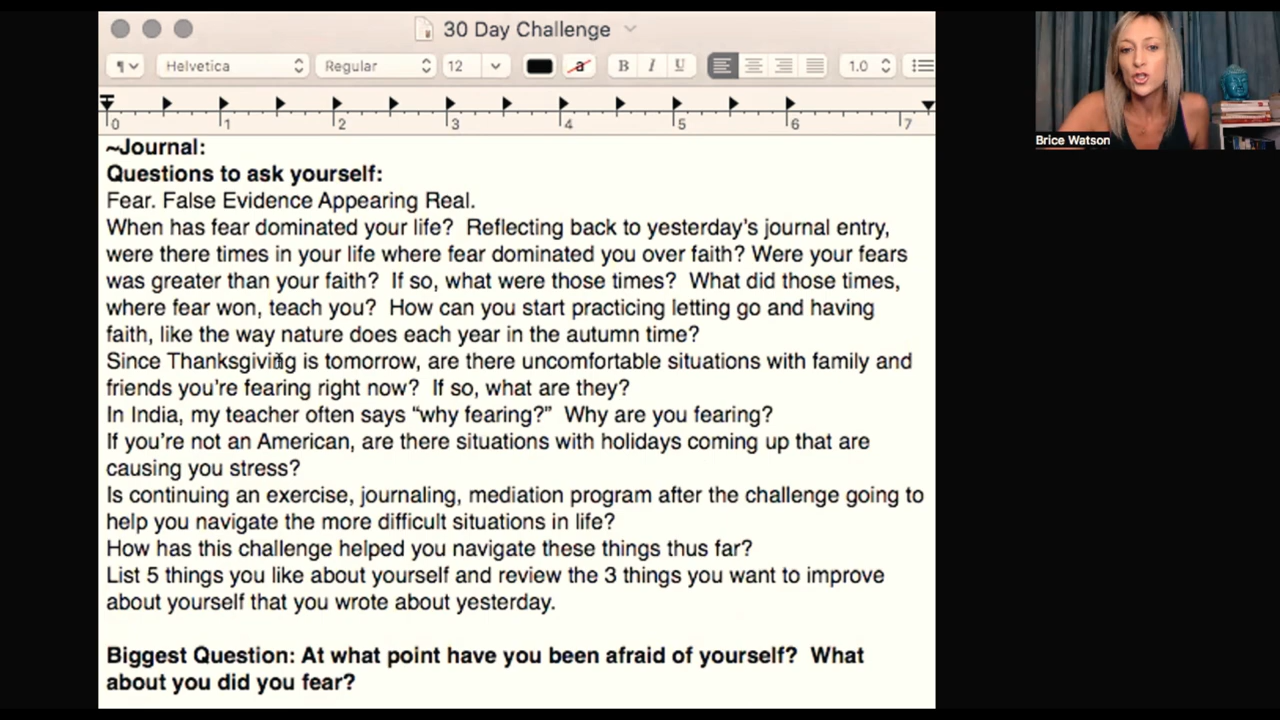 30 Day Challenge
Helvetica Regular 12 a B I U 1.0
0 1 2 3 4 5 6 7
~Journal:
Questions to ask yourself:
Fear. False Evidence Appearing Real.
When has fear dominated your life?  Reflecting back to yesterday's journal entry,
were there times in your life where fear dominated you over faith? Were your fears
was greater than your faith?  If so, what were those times?  What did those times,
where fear won, teach you?  How can you start practicing letting go and having
faith, like the way nature does each year in the autumn time?
Since Thanksgiving is tomorrow, are there uncomfortable situations with family and
friends you're fearing right now?  If so, what are they?
In India, my teacher often says “why fearing?”  Why are you fearing?
If you're not an American, are there situations with holidays coming up that are
causing you stress?
Is continuing an exercise, journaling, mediation program after the challenge going to
help you navigate the more difficult situations in life?
How has this challenge helped you navigate these things thus far?
List 5 things you like about yourself and review the 3 things you want to improve
about yourself that you wrote about yesterday.
Biggest Question: At what point have you been afraid of yourself?  What
about you did you fear?
Brice Watson